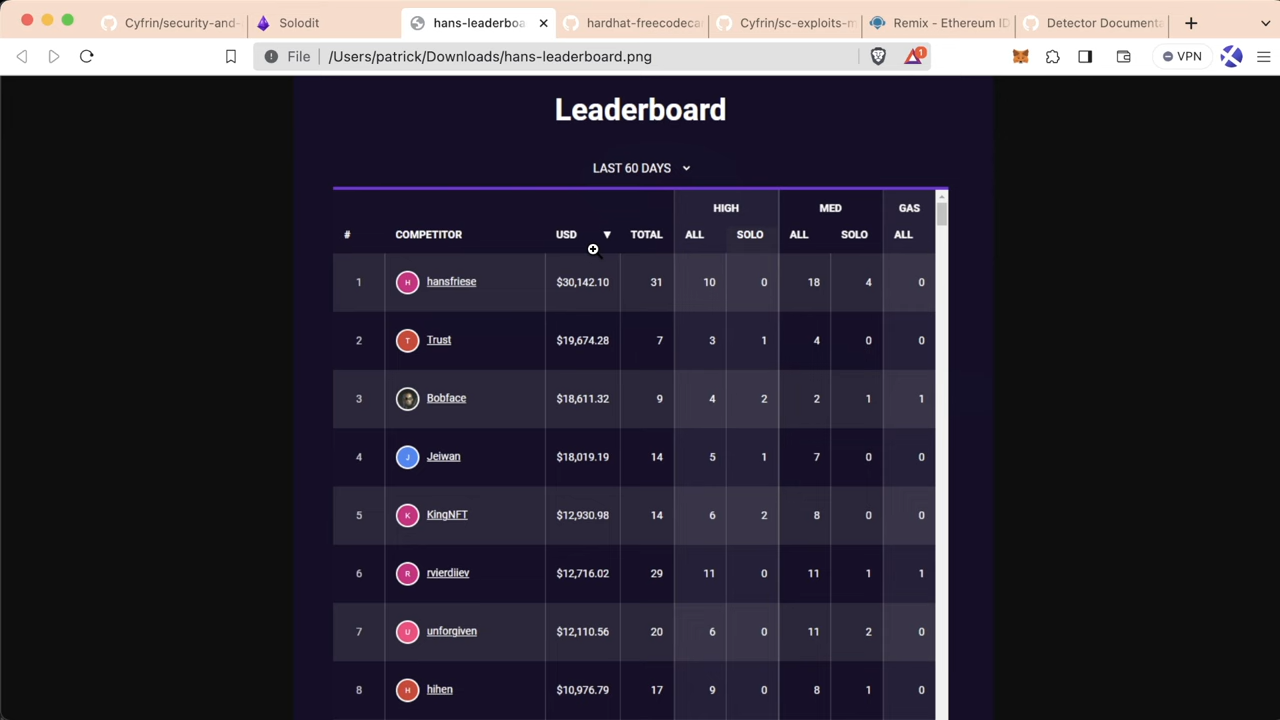 Cyfrin/security-and-
Solodit
hans-leaderboa
hardhat-freecodeca
Cyfrin/sc-exploits-m
Remix - Ethereum ID
Detector Documenta
File
/Users/patrick/Downloads/hans-leaderboard.png
1
VPN
Leaderboard
LAST 60 DAYS
HIGH MED GAS
# COMPETITOR USD ▼ TOTAL ALL SOLO ALL SOLO ALL
1 H hansfriese $30,142.10 31 10 0 18 4 0
2 T Trust $19,674.28 7 3 1 4 0 0
3 Bobface $18,611.32 9 4 2 2 1 1
4 J Jeiwan $18,019.19 14 5 1 7 0 0
5 K KingNFT $12,930.98 14 6 2 8 0 0
6 R rvierdiiev $12,716.02 29 11 0 11 1 1
7 U unforgiven $12,110.56 20 6 0 11 2 0
8 H hihen $10,976.79 17 9 0 8 1 0